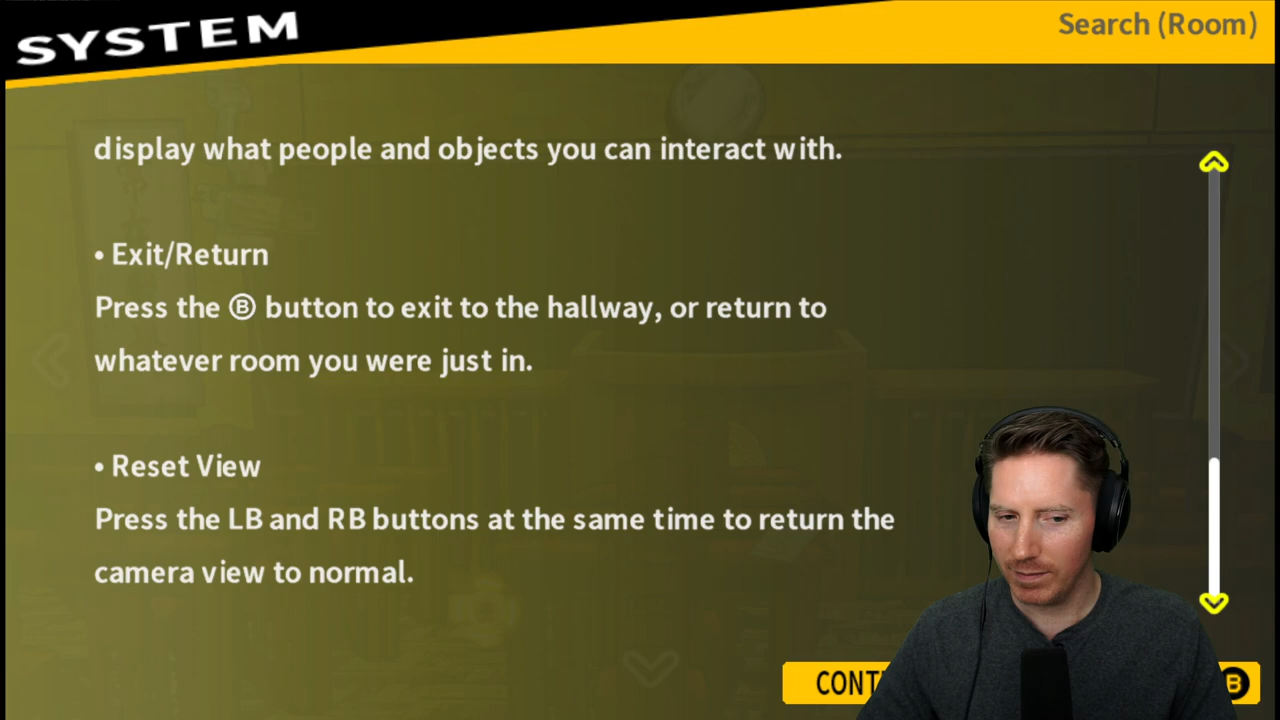 SYSTEM
Search (Room)
display what people and objects you can interact with.
• Exit/Return
Press the Ⓑ button to exit to the hallway, or return to
whatever room you were just in.
• Reset View
Press the LB and RB buttons at the same time to return the
camera view to normal.
B